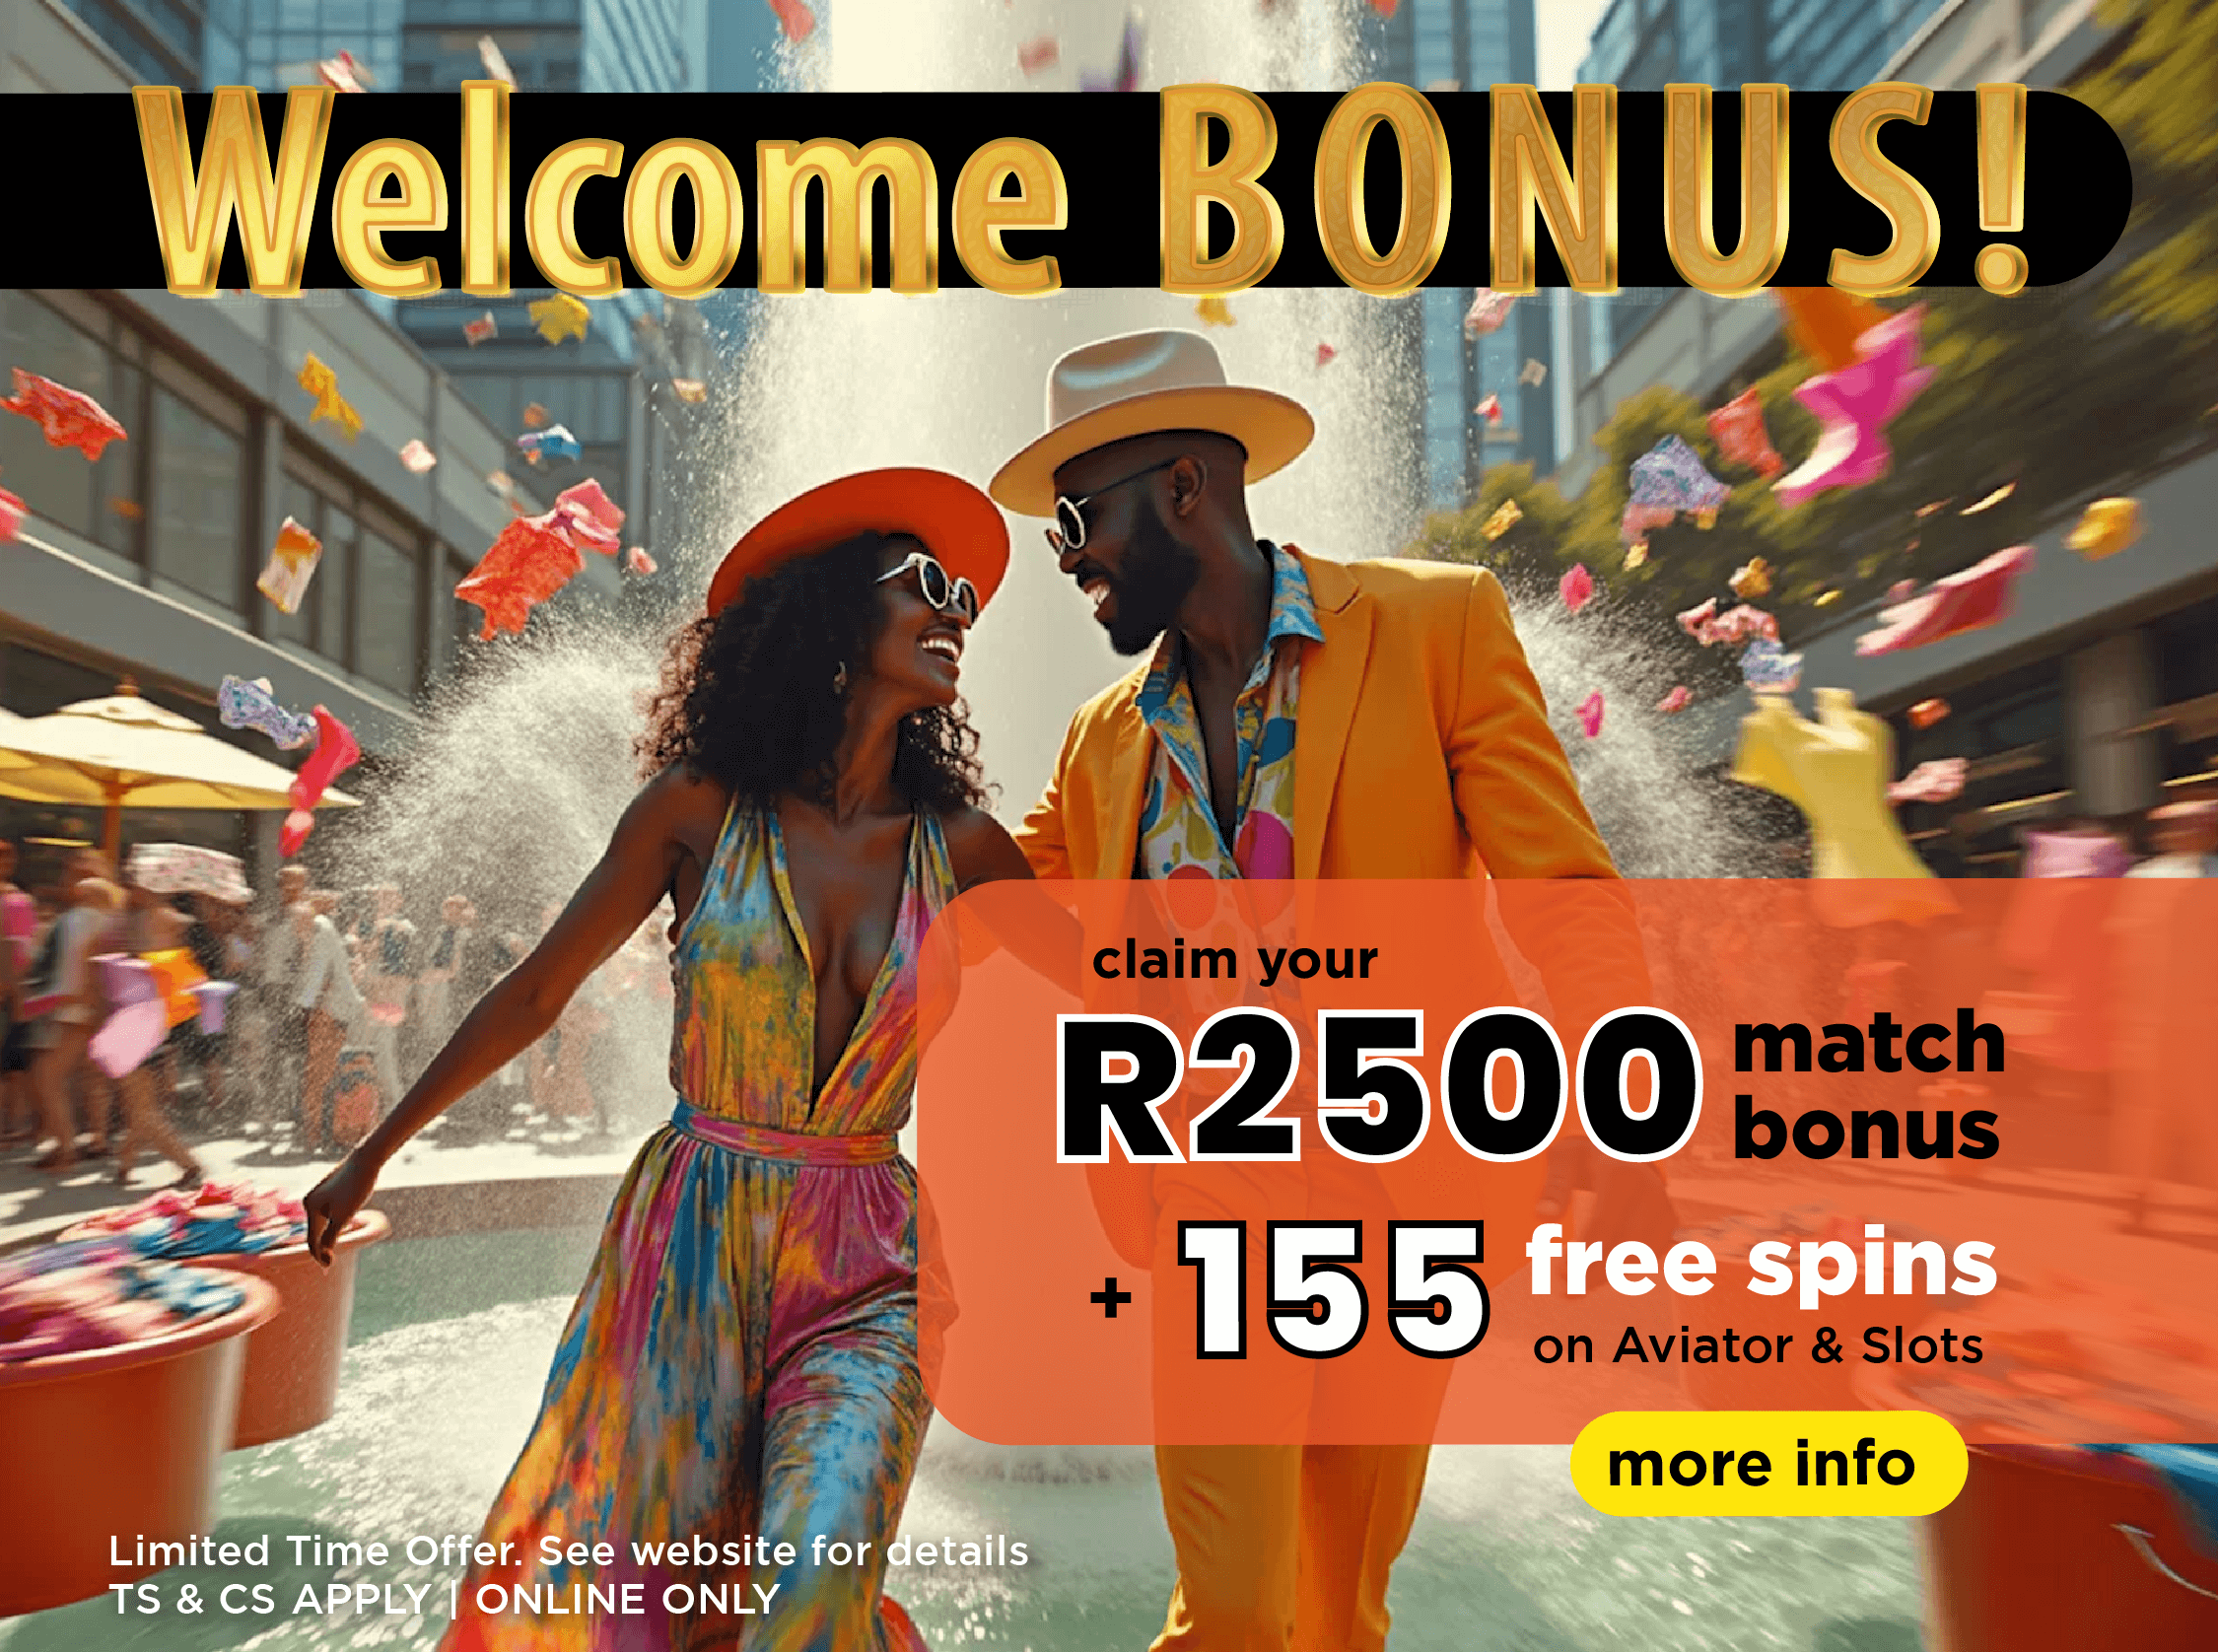 Welcome BONUS!
claim your
R2500 match bonus
+ 155 free spins
on Aviator & Slots
more info
Limited Time Offer. See website for details
TS & CS APPLY | ONLINE ONLY